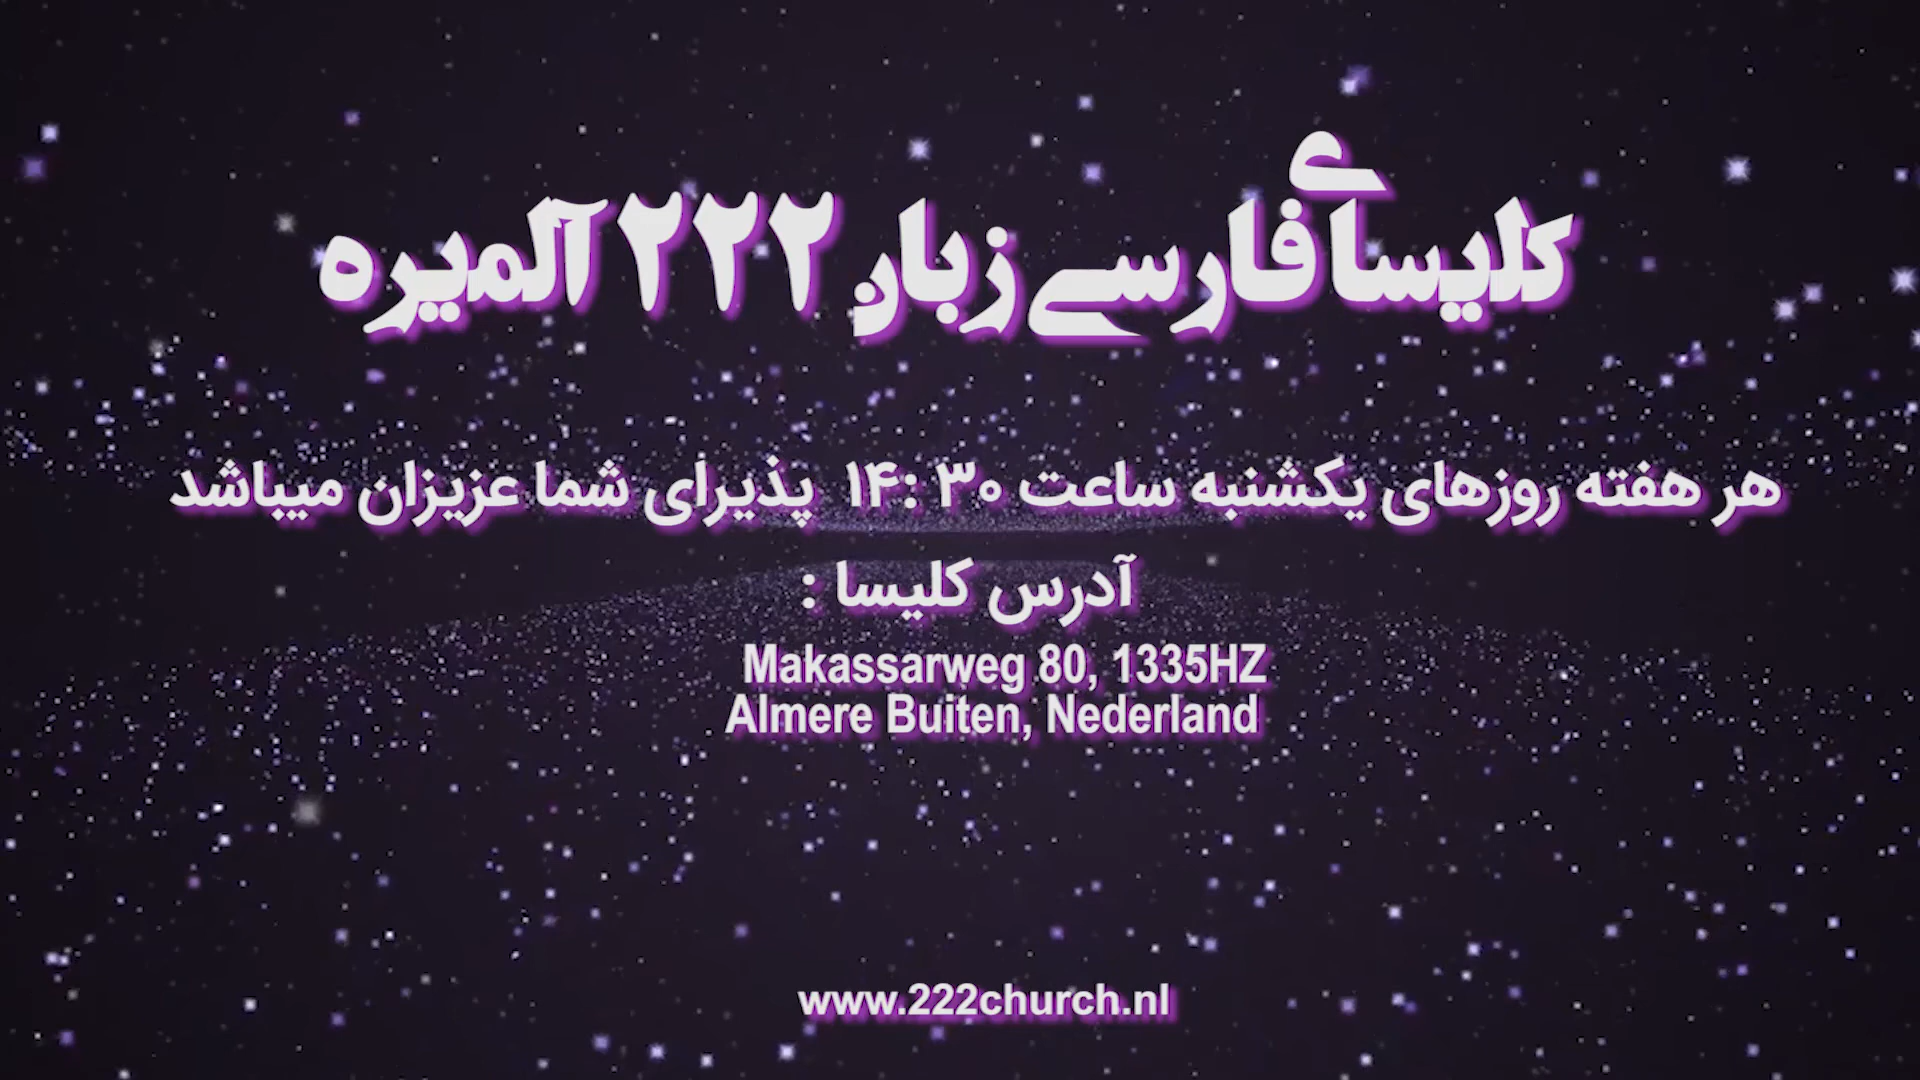 کلیسای فارسی زبان ۲۲۲ آلمیره
هر هفته روزهای یکشنبه ساعت ۱۴: ۳۰ پذیرای شما عزیزان میباشد
آدرس کلیسا :
Makassarweg 80, 1335HZ
Almere Buiten, Nederland
www.222church.nl